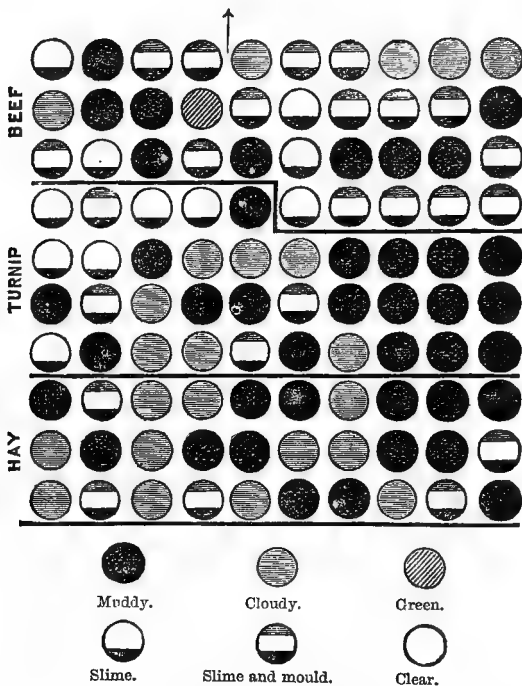 BEEF
TURNIP
HAY
Muddy. Cloudy. Green.
Slime. Slime and mould. Clear.